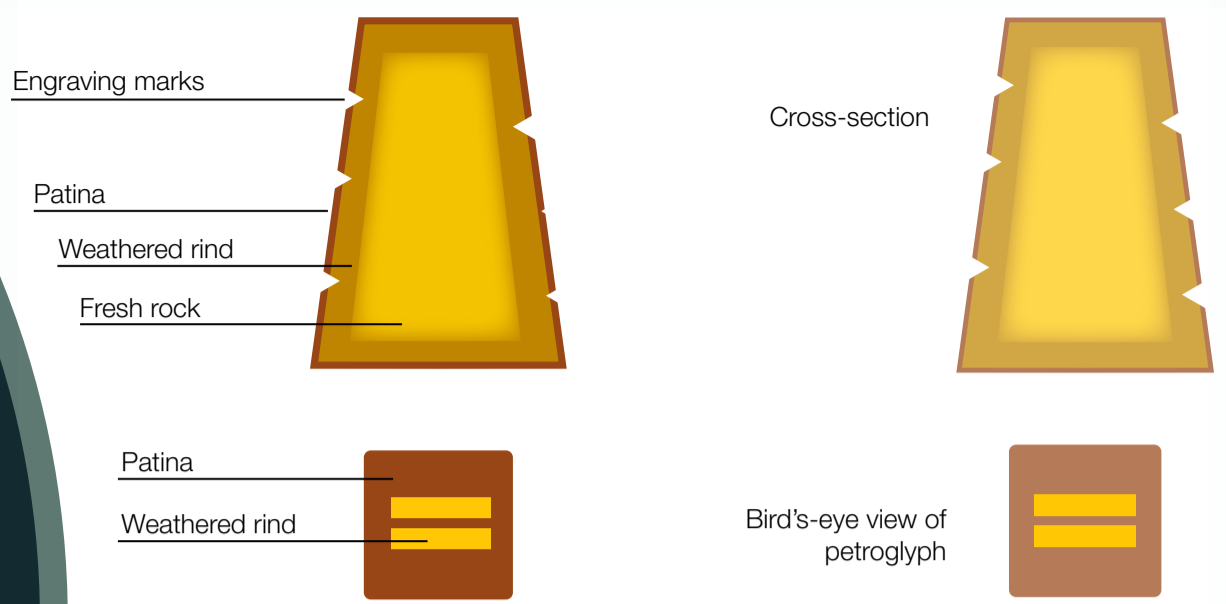 Engraving marks
Patina
Weathered rind
Fresh rock
Cross-section
Patina
Weathered rind
Bird’s-eye view of
petroglyph